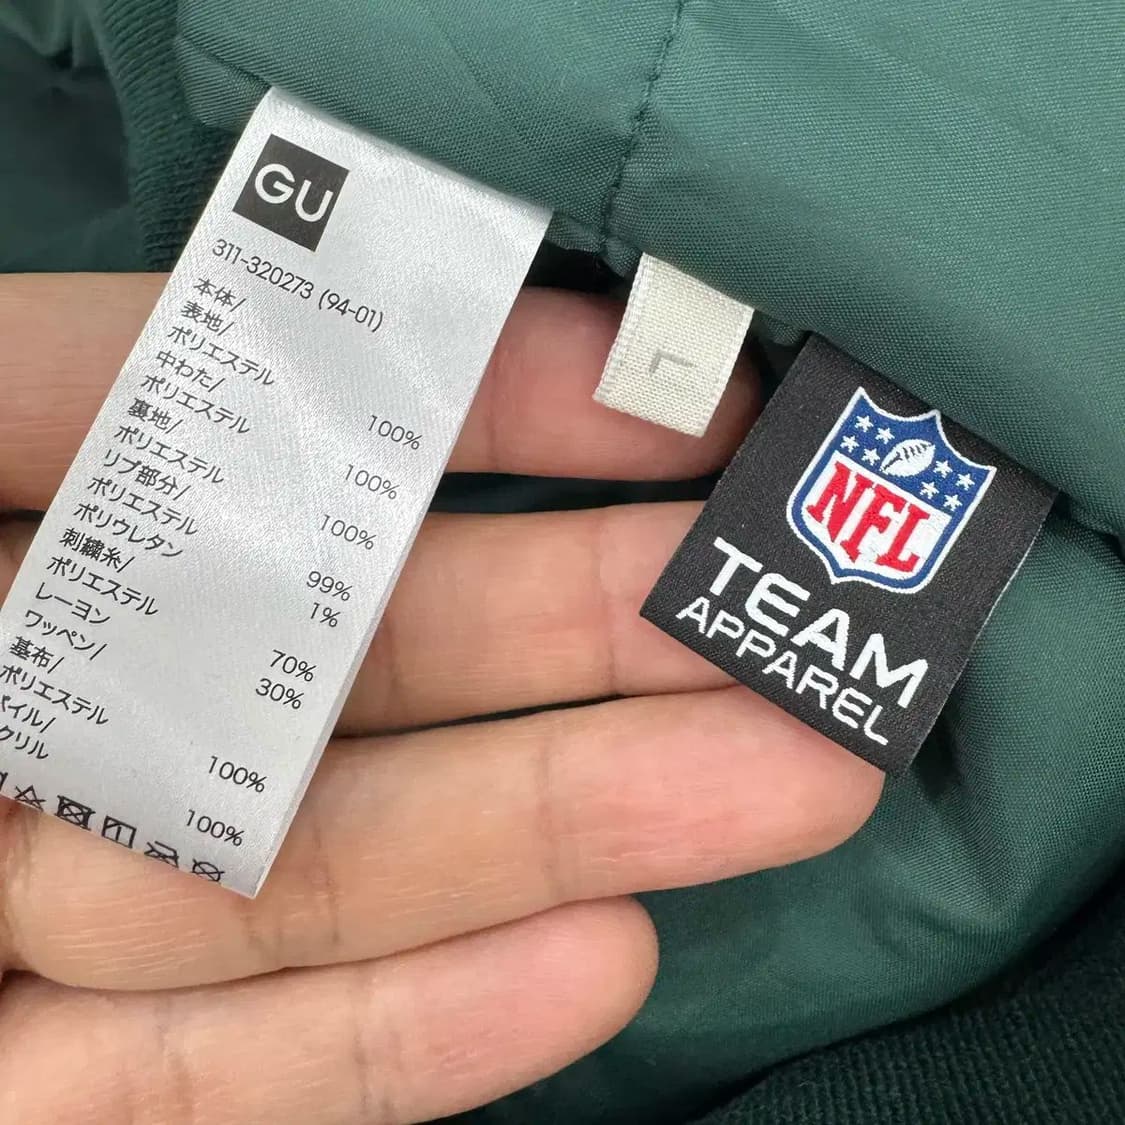 GU
311-320273 (94-01)
本体/
表地/
ポリエステル 100%
中わた/
ポリエステル 100%
裏地/
ポリエステル 100%
リブ部分/
ポリエステル 99%
ポリウレタン 1%
刺繍糸/
ポリエステル 70%
レーヨン 30%
ワッペン/
基布/
ポリエステル 100%
パイル/
クリル 100%
L
NFL
TEAM
APPAREL